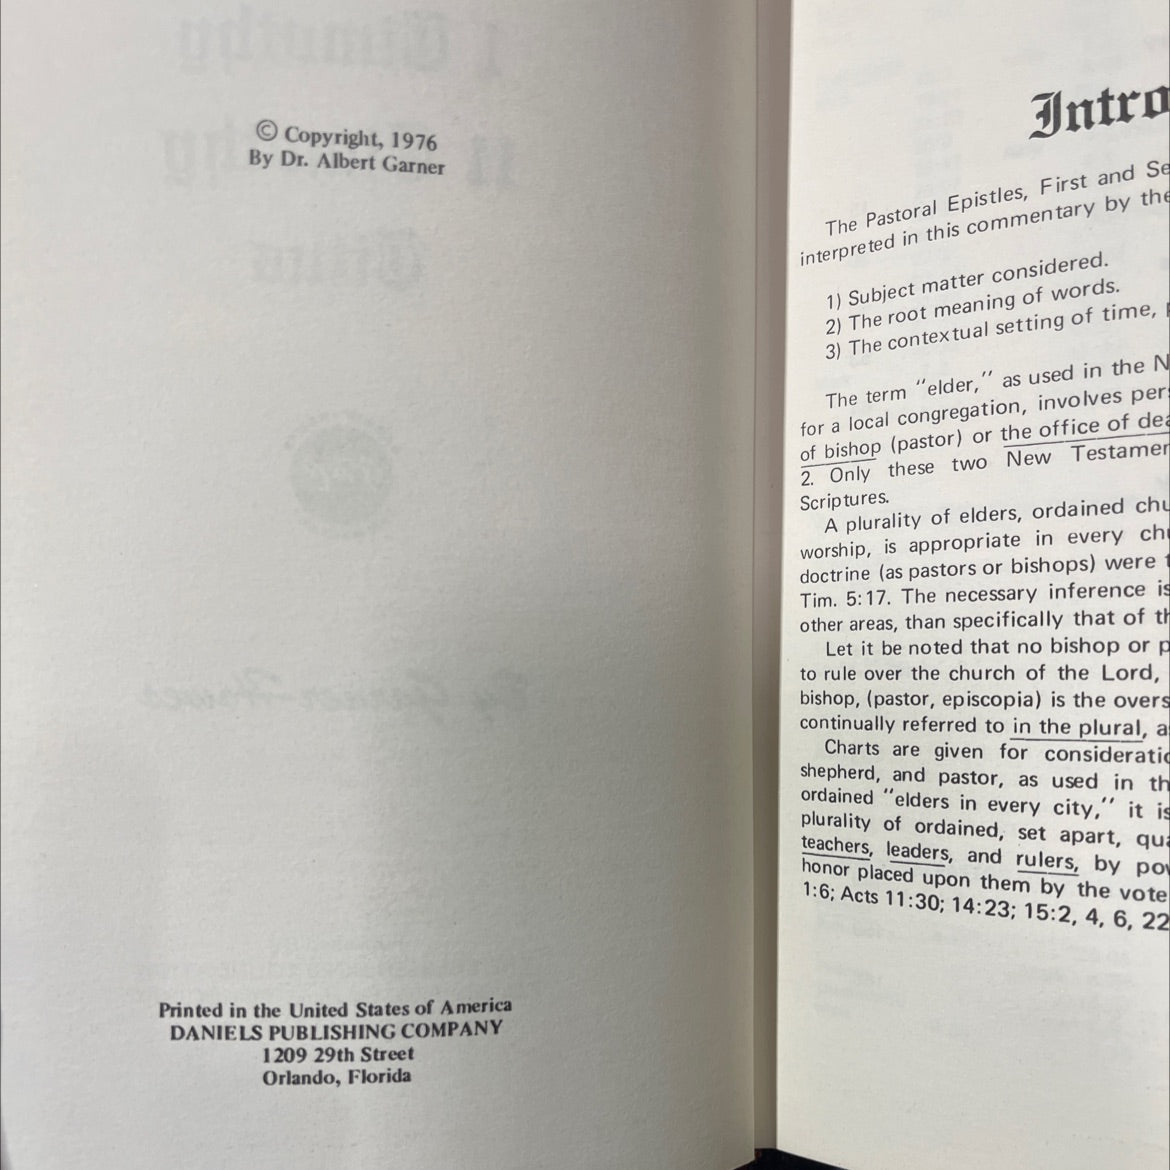 © Copyright, 1976
By Dr. Albert Garner
Printed in the United States of America
DANIELS PUBLISHING COMPANY
1209 29th Street
Orlando, Florida
Intro
The Pastoral Epistles, First and Se
interpreted in this commentary by the
1) Subject matter considered.
2) The root meaning of words.
3) The contextual setting of time,
The term "elder," as used in the N
for a local congregation, involves pers
of bishop (pastor) or the office of dea
2. Only these two New Testamen
Scriptures.
A plurality of elders, ordained chu
worship, is appropriate in every chu
doctrine (as pastors or bishops) were t
Tim. 5:17. The necessary inference is
other areas, than specifically that of th
Let it be noted that no bishop or p
to rule over the church of the Lord,
bishop, (pastor, episcopia) is the overs
continually referred to in the plural, a
Charts are given for consideratio
shepherd, and pastor, as used in th
ordained "elders in every city," it is
plurality of ordained, set apart, qua
teachers, leaders, and rulers, by pow
honor placed upon them by the vote
1:6; Acts 11:30; 14:23; 15:2, 4, 6, 22